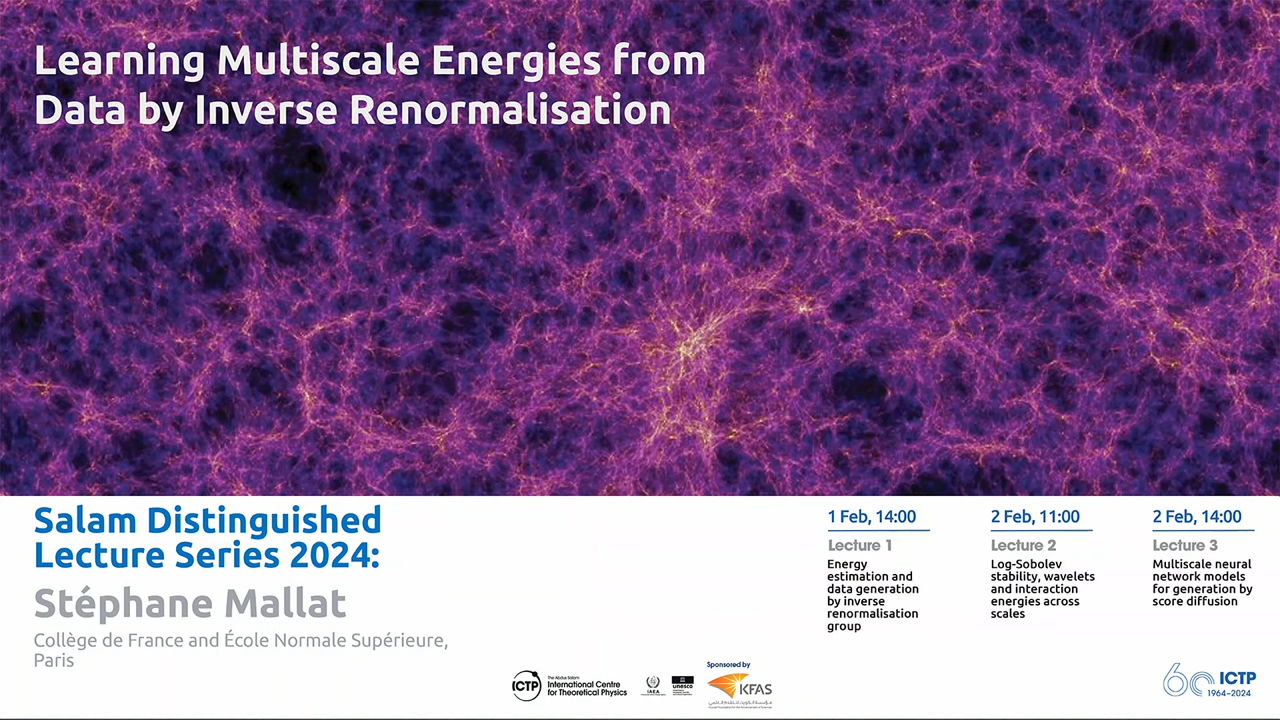 Learning Multiscale Energies from
Data by Inverse Renormalisation
Salam Distinguished
Lecture Series 2024:
Stéphane Mallat
Collège de France and École Normale Supérieure,
Paris
1 Feb, 14:00
Lecture 1
Energy
estimation and
data generation
by inverse
renormalisation
group
2 Feb, 11:00
Lecture 2
Log-Sobolev
stability, wavelets
and interaction
energies across
scales
2 Feb, 14:00
Lecture 3
Multiscale neural
network models
for generation by
score diffusion
ICTP
The Abdus Salam
International Centre
for Theoretical Physics
IAEA
unesco
Sponsored by
KFAS
60
ICTP
1964–2024